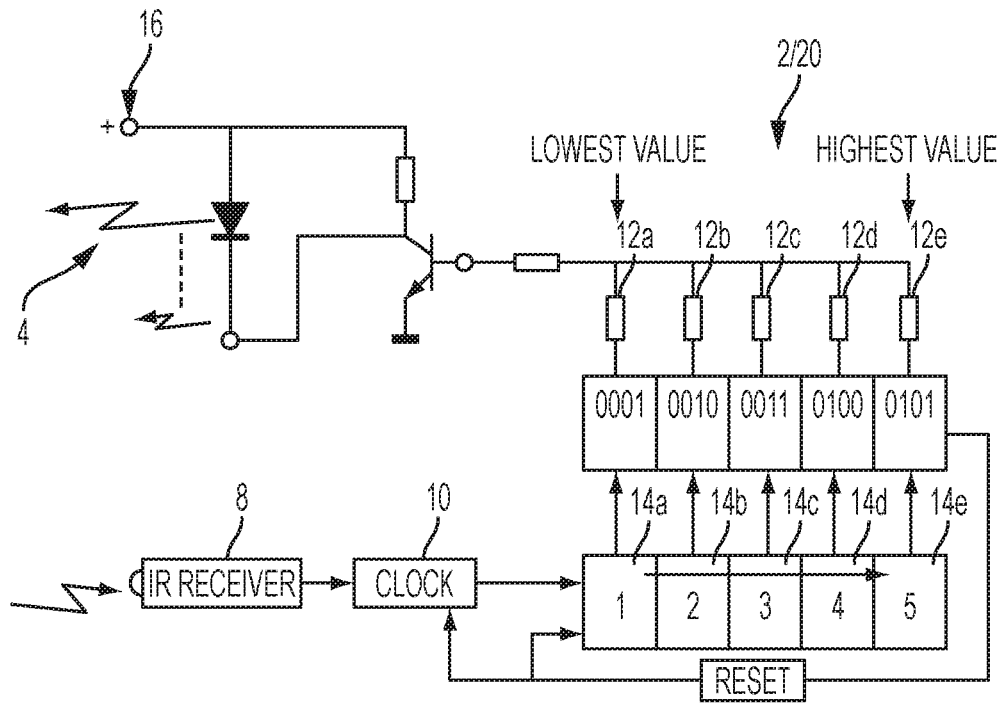 16
2/20
+
LOWEST VALUE
HIGHEST VALUE
12a 12b 12c 12d 12e
4
0001 0010 0011 0100 0101
8
10
14a 14b 14c 14d 14e
IR RECEIVER
CLOCK
1 2 3 4 5
RESET